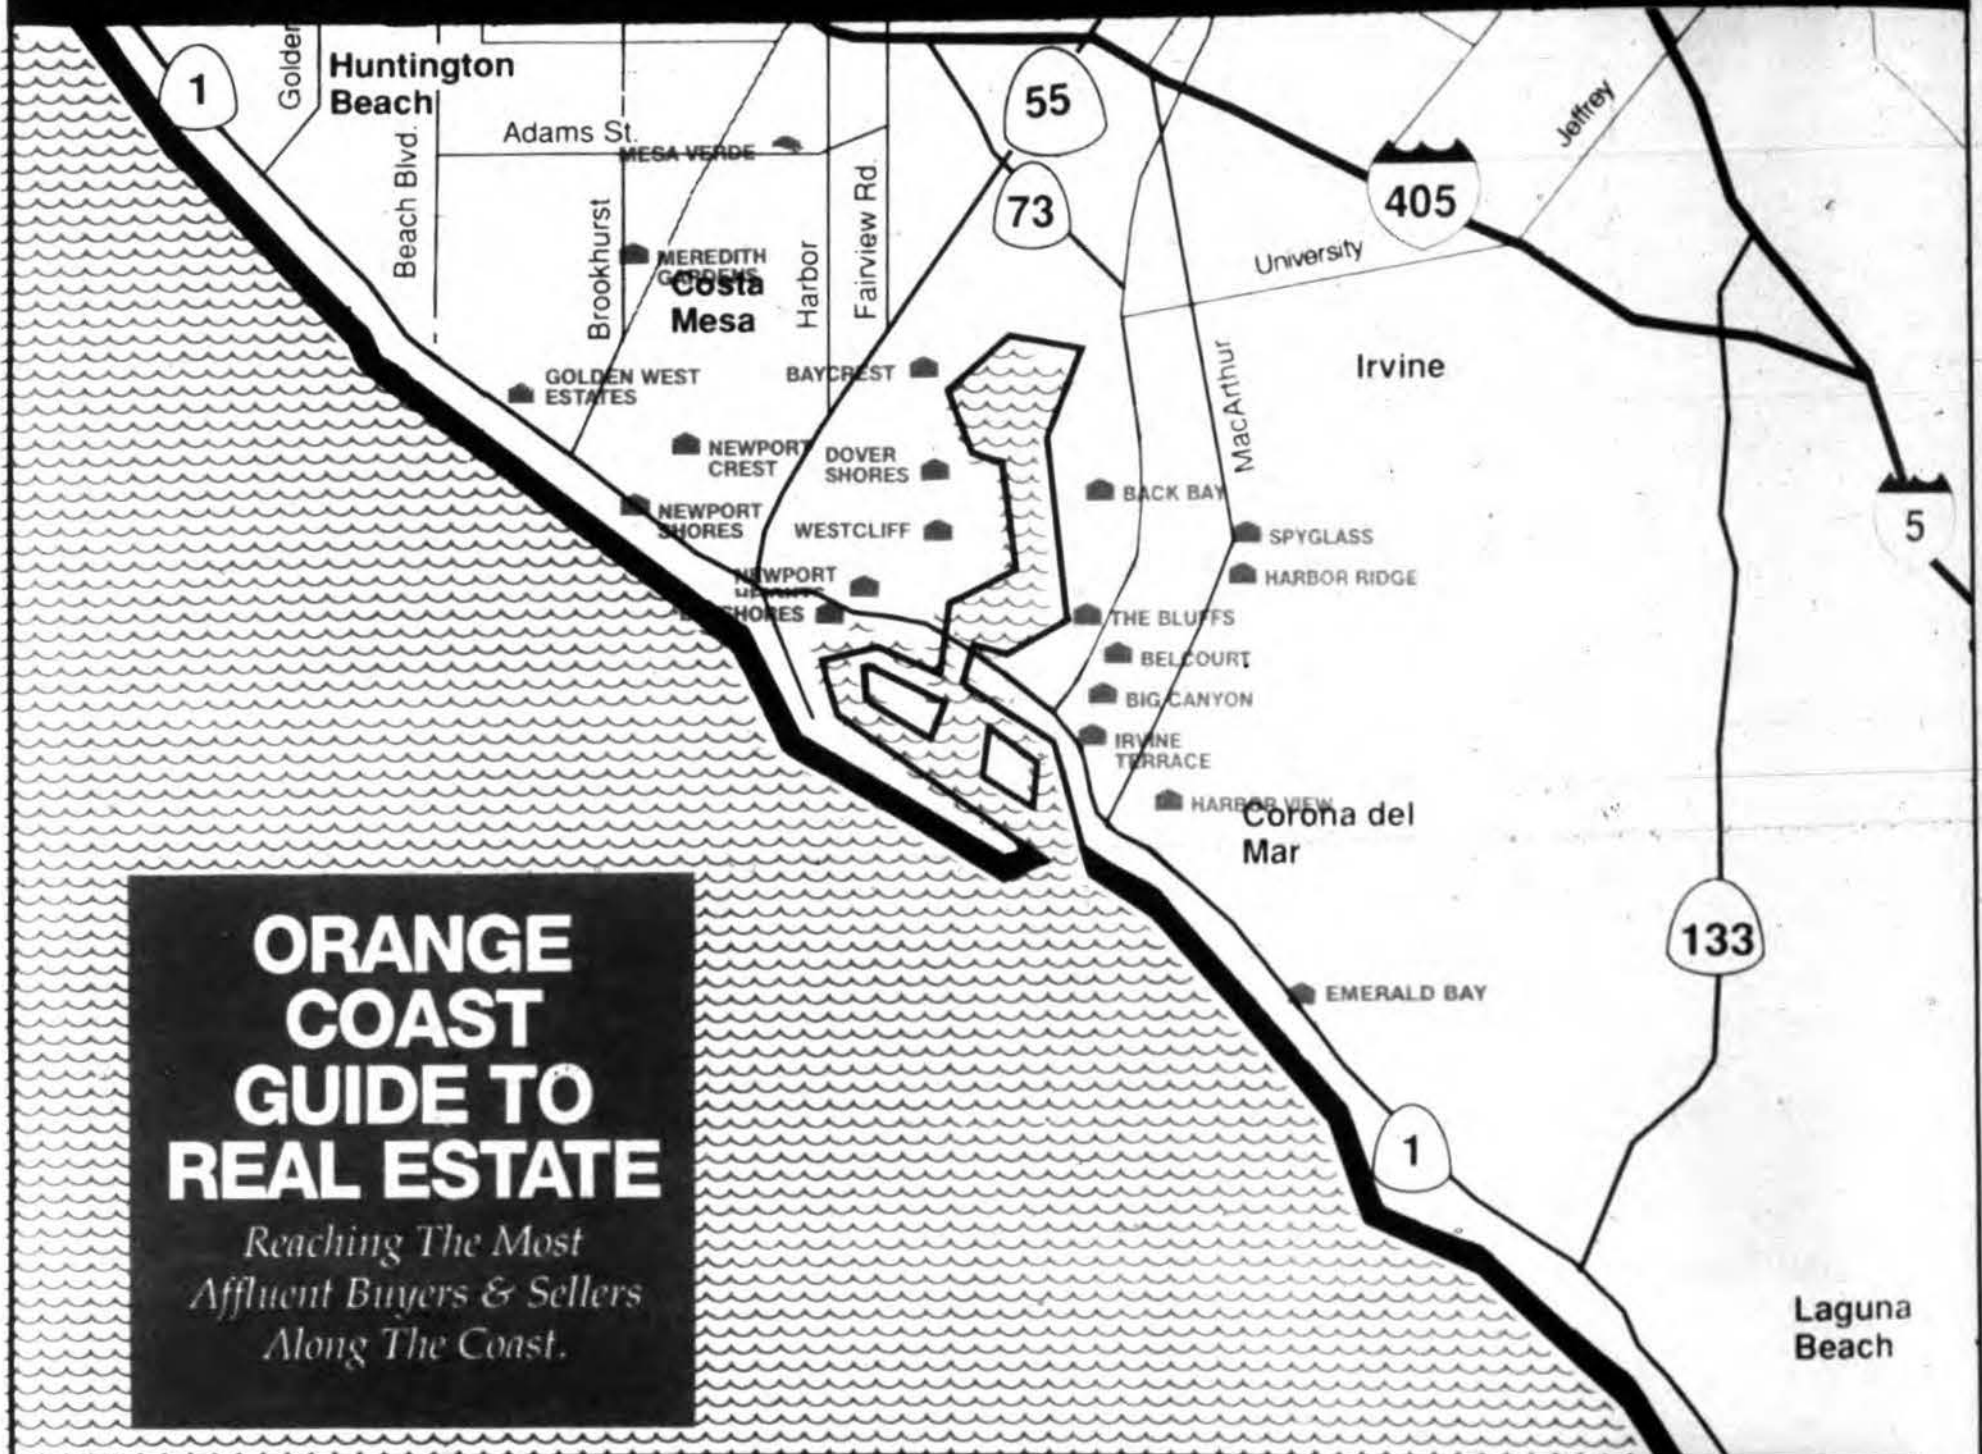 1
Golden
Huntington
Beach
Beach Blvd.
Adams St.
MESA VERDE
Brookhurst
MEREDITH
GARDENS
Costa
Mesa
Harbor
Fairview Rd.
55
73
405
Jeffrey
University
MacArthur
Irvine
5
GOLDEN WEST
ESTATES
BAYCREST
NEWPORT
CREST
DOVER
SHORES
NEWPORT
SHORES
WESTCLIFF
BACK BAY
SPYGLASS
HARBOR RIDGE
NEWPORT
HEIGHTS
SHORES
THE BLUFFS
BELCOURT
BIG CANYON
IRVINE
TERRACE
HARBOR VIEW
Corona del
Mar
133
EMERALD BAY
1
Laguna
Beach
ORANGE
COAST
GUIDE TO
REAL ESTATE
Reaching The Most
Affluent Buyers & Sellers
Along The Coast.